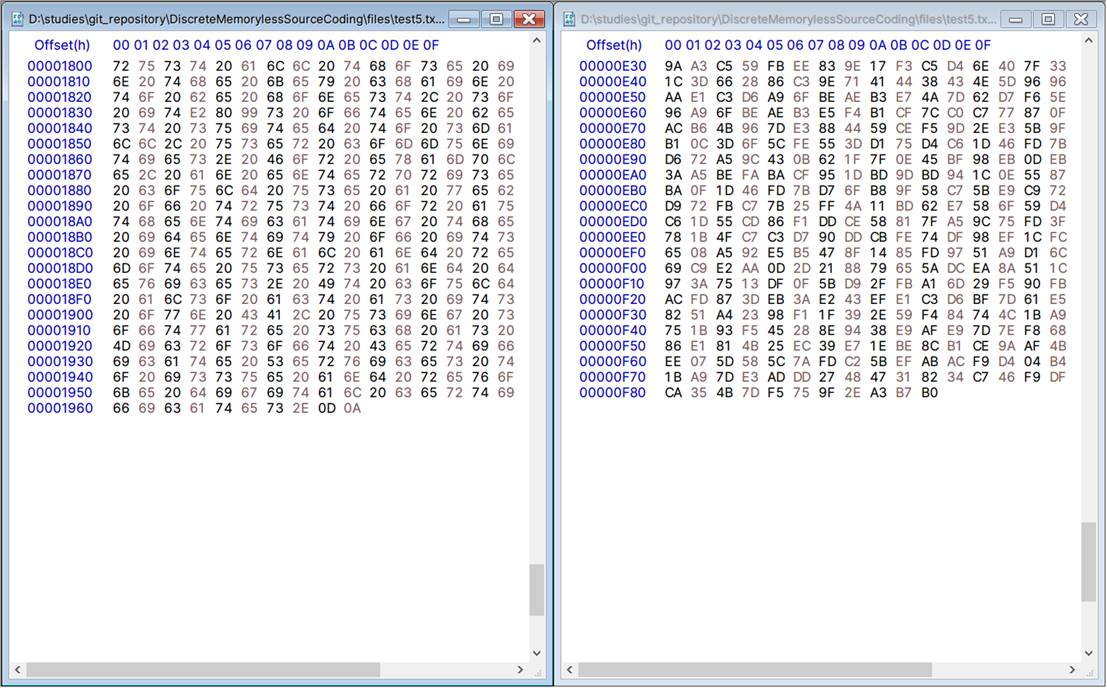 D:\studies\git_repository\DiscreteMemorylessSourceCoding\files\test5.tx...
Offset(h) 00 01 02 03 04 05 06 07 08 09 0A 0B 0C 0D 0E 0F
00001800 72 75 73 74 20 61 6C 6C 20 74 68 6F 73 65 20 69
00001810 6E 20 74 68 65 20 6B 65 79 20 63 68 61 69 6E 20
00001820 74 6F 20 62 65 20 68 6F 6E 65 73 74 2C 20 73 6F
00001830 20 69 74 E2 80 99 73 20 6F 66 74 65 6E 20 62 65
00001840 73 74 20 73 75 69 74 65 64 20 74 6F 20 73 6D 61
00001850 6C 6C 2C 20 75 73 65 72 20 63 6F 6D 6D 75 6E 69
00001860 74 69 65 73 2E 20 46 6F 72 20 65 78 61 6D 70 6C
00001870 65 2C 20 61 6E 20 65 6E 74 65 72 70 72 69 73 65
00001880 20 63 6F 75 6C 64 20 75 73 65 20 61 20 77 65 62
00001890 20 6F 66 20 74 72 75 73 74 20 66 6F 72 20 61 75
000018A0 74 68 65 6E 74 69 63 61 74 69 6E 67 20 74 68 65
000018B0 20 69 64 65 6E 74 69 74 79 20 6F 66 20 69 74 73
000018C0 20 69 6E 74 65 72 6E 61 6C 20 61 6E 64 20 72 65
000018D0 6D 6F 74 65 20 75 73 65 72 73 20 61 6E 64 20 64
000018E0 65 76 69 63 65 73 2E 20 49 74 20 63 6F 75 6C 64
000018F0 20 61 6C 73 6F 20 61 63 74 20 61 73 20 69 74 73
00001900 20 6F 77 6E 20 43 41 2C 20 75 73 69 6E 67 20 73
00001910 6F 66 74 77 61 72 65 20 73 75 63 68 20 61 73 20
00001920 4D 69 63 72 6F 73 6F 66 74 20 43 65 72 74 69 66
00001930 69 63 61 74 65 20 53 65 72 76 69 63 65 73 20 74
00001940 6F 20 69 73 73 75 65 20 61 6E 64 20 72 65 76 6F
00001950 6B 65 20 64 69 67 69 74 61 6C 20 63 65 72 74 69
00001960 66 69 63 61 74 65 73 2E 0D 0A
D:\studies\git_repository\DiscreteMemorylessSourceCoding\files\test5.tx...
Offset(h) 00 01 02 03 04 05 06 07 08 09 0A 0B 0C 0D 0E 0F
00000E30 9A A3 C5 59 FB EE 83 9E 17 F3 C5 D4 6E 40 7F 33
00000E40 1C 3D 66 28 86 C3 9E 71 41 44 38 43 4E 5D 96 96
00000E50 AA E1 C3 D6 A9 6F BE AE B3 E7 4A 7D 62 D7 F6 5E
00000E60 96 A9 6F BE AE B3 E5 F4 B1 CF 7C C0 C7 77 87 0F
00000E70 AC B6 4B 96 7D E3 88 44 59 CE F5 9D 2E E3 5B 9F
00000E80 B1 0C 3D 6F 5C FE 55 3D D1 75 D4 C6 1D 46 FD 7B
00000E90 D6 72 A5 9C 43 0B 62 1F 7F 0E 45 BF 98 EB 0D EB
00000EA0 3A A5 BE FA BA CF 95 1D BD 9D BD 94 1C 0E 55 87
00000EB0 BA 0F 1D 46 FD 7B D7 6F B8 9F 58 C7 5B E9 C9 72
00000EC0 D9 72 FB C7 7B 25 FF 4A 11 BD 62 E7 58 6F 59 D4
00000ED0 C6 1D 55 CD 86 F1 DD CE 58 81 7F A5 9C 75 FD 3F
00000EE0 78 1B 4F C7 C3 D7 90 DD CB FE 74 DF 98 EF 1C FC
00000EF0 65 08 A5 92 E5 B5 47 8F 14 85 FD 97 51 A9 D1 6C
00000F00 69 C9 E2 AA 0D 2D 21 88 79 65 5A DC EA 8A 51 1C
00000F10 97 3A 75 13 DF 0F 5B D9 2F FB A1 6D 29 F5 90 FB
00000F20 AC FD 87 3D EB 3A E2 43 EF E1 C3 D6 BF 7D 61 E5
00000F30 82 51 A4 23 98 F1 1F 39 2E 59 F4 84 74 4C 1B A9
00000F40 75 1B 93 F5 45 28 8E 94 38 E9 AF E9 7D 7E F8 68
00000F50 86 E1 81 4B 25 EC 39 E7 1E BE 8C B1 CE 9A AF 4B
00000F60 EE 07 5D 58 5C 7A FD C2 5B EF AB AC F9 D4 04 B4
00000F70 1B A9 7D E3 AD DD 27 48 47 31 82 34 C7 46 F9 DF
00000F80 CA 35 4B 7D F5 75 9F 2E A3 B7 B0